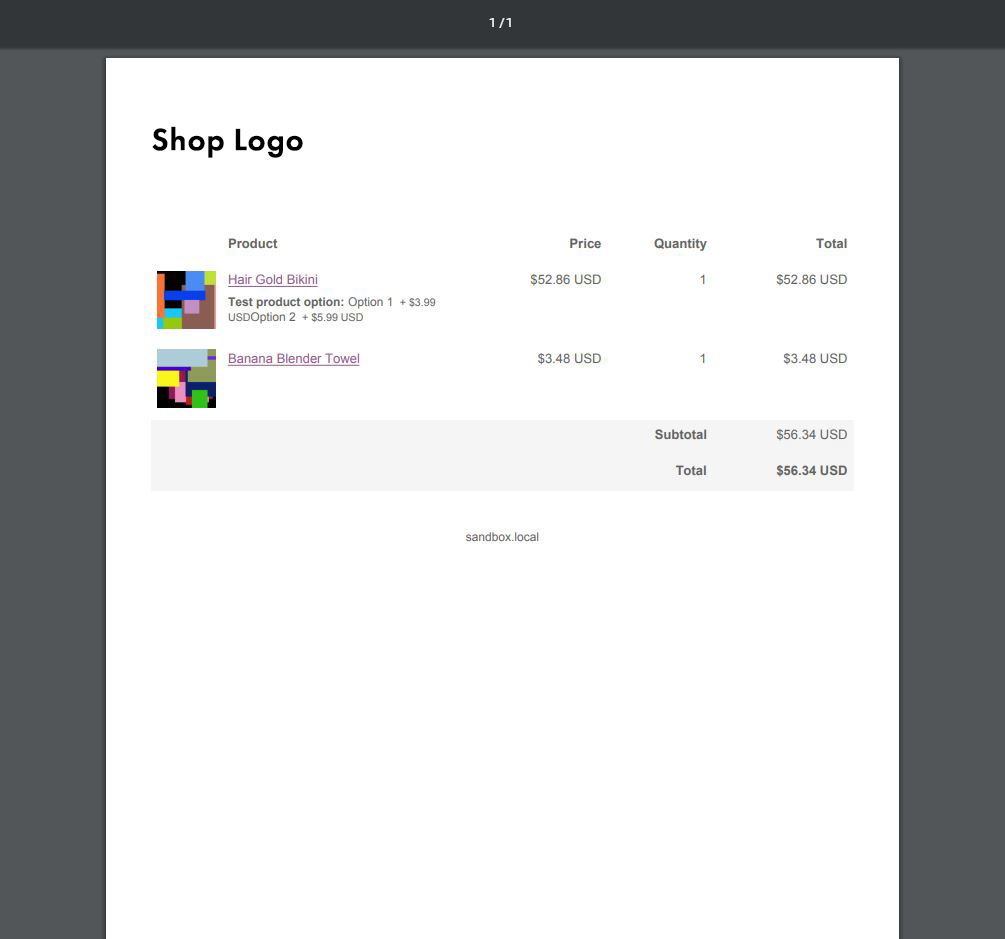 1 / 1
Shop Logo
Product Price Quantity Total
Hair Gold Bikini $52.86 USD 1 $52.86 USD
Test product option: Option 1 + $3.99
USDOption 2 + $5.99 USD
Banana Blender Towel $3.48 USD 1 $3.48 USD
Subtotal $56.34 USD
Total $56.34 USD
sandbox.local